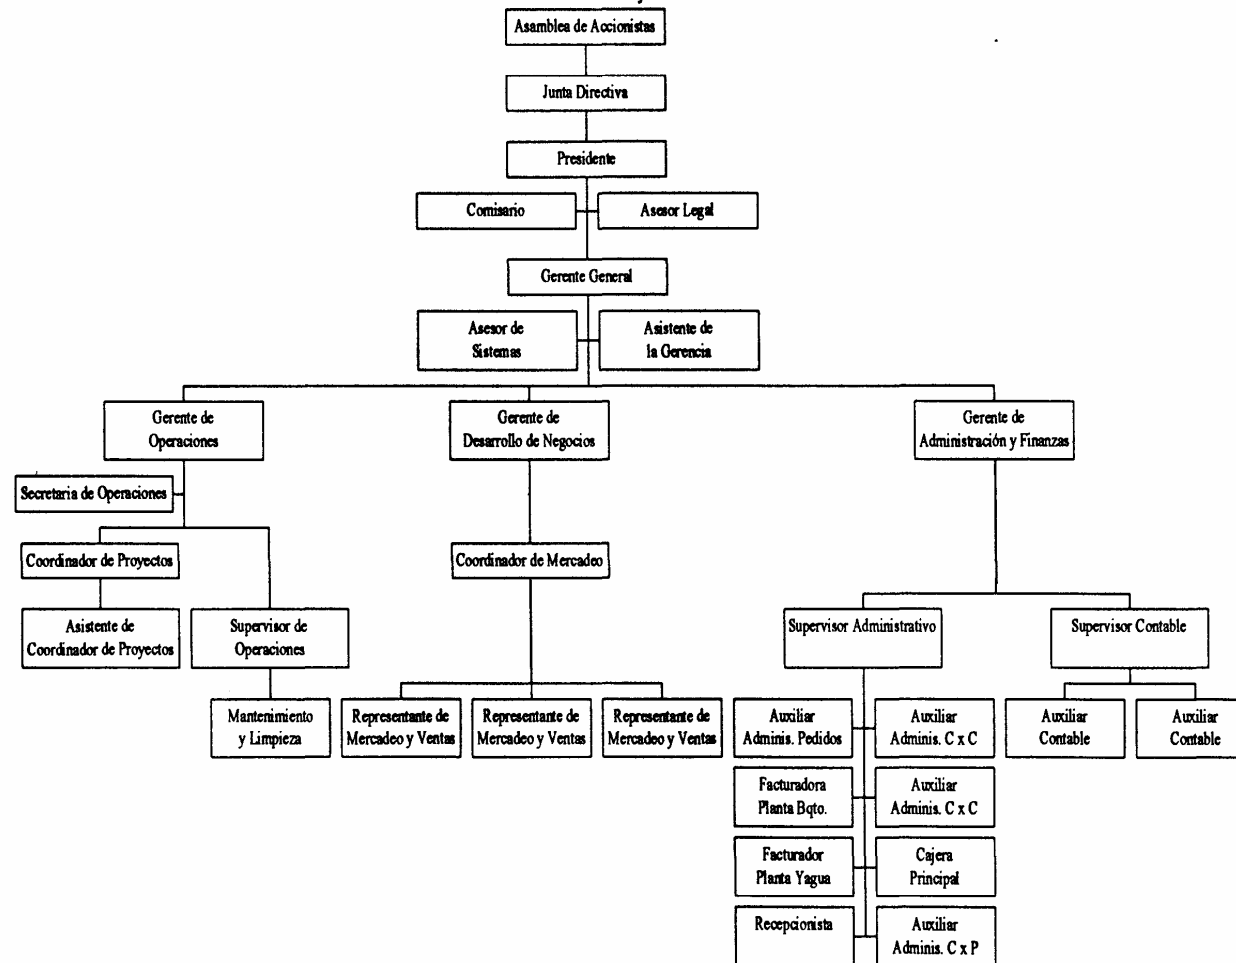 Asamblea de Accionistas
Junta Directiva
Presidente
Comisario
Asesor Legal
Gerente General
Asesor de
Sistemas
Asistente de
la Gerencia
Gerente de
Operaciones
Gerente de
Desarrollo de Negocios
Gerente de
Administración y Finanzas
Secretaria de Operaciones
Coordinador de Proyectos
Coordinador de Mercadeo
Asistente de
Coordinador de Proyectos
Supervisor de
Operaciones
Supervisor Administrativo
Supervisor Contable
Mantenimiento
y Limpieza
Representante de
Mercadeo y Ventas
Representante de
Mercadeo y Ventas
Representante de
Mercadeo y Ventas
Auxiliar
Adminis. Pedidos
Auxiliar
Adminis. C x C
Auxiliar
Contable
Auxiliar
Contable
Facturadora
Planta Bqto.
Auxiliar
Adminis. C x C
Facturador
Planta Yagua
Cajera
Principal
Recepcionista
Auxiliar
Adminis. C x P